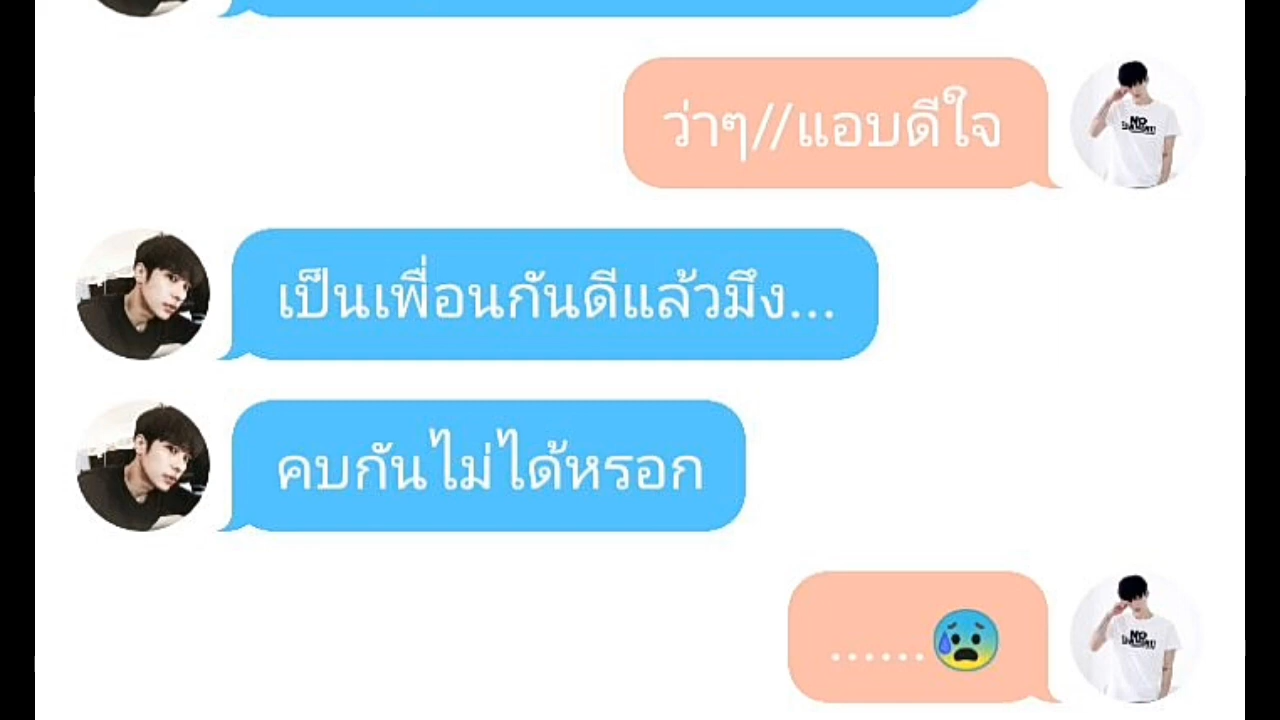 ว่าๆ//แอบดีใจ
เป็นเพื่อนกันดีแล้วมึง...
คบกันไม่ได้หรอก
......😰